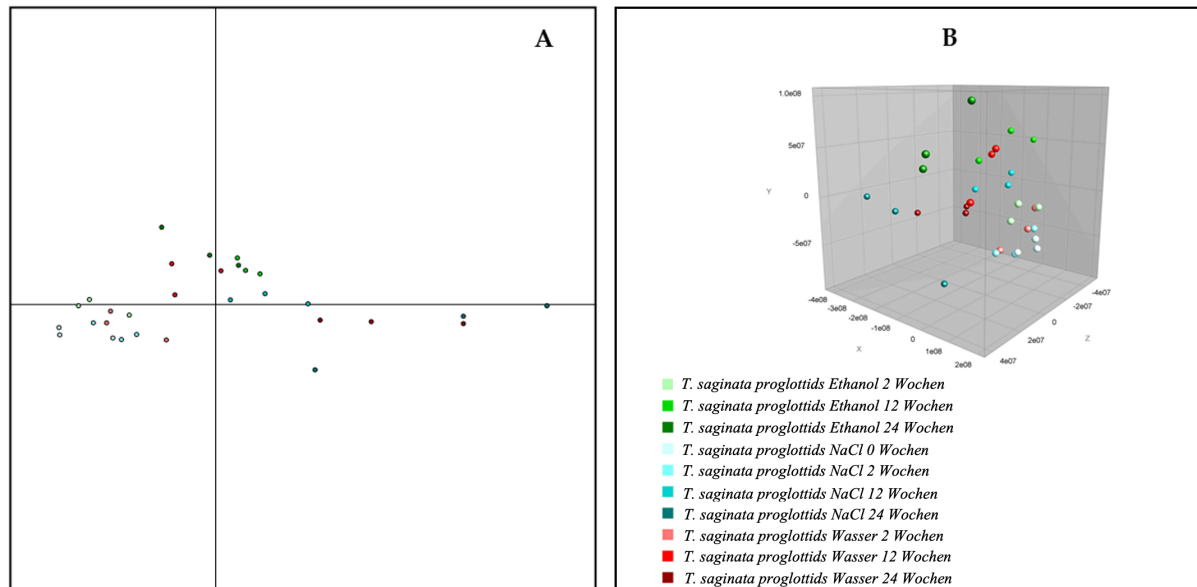 A
B
1.0e08
5e07
Y
0
-5e07
-4e08
-3e08
-2e08
-1e08
0
1e08
2e08
X
-4e07
-2e07
0
2e07
4e07
Z
T. saginata proglottids Ethanol 2 Wochen
T. saginata proglottids Ethanol 12 Wochen
T. saginata proglottids Ethanol 24 Wochen
T. saginata proglottids NaCl 0 Wochen
T. saginata proglottids NaCl 2 Wochen
T. saginata proglottids NaCl 12 Wochen
T. saginata proglottids NaCl 24 Wochen
T. saginata proglottids Wasser 2 Wochen
T. saginata proglottids Wasser 12 Wochen
T. saginata proglottids Wasser 24 Wochen